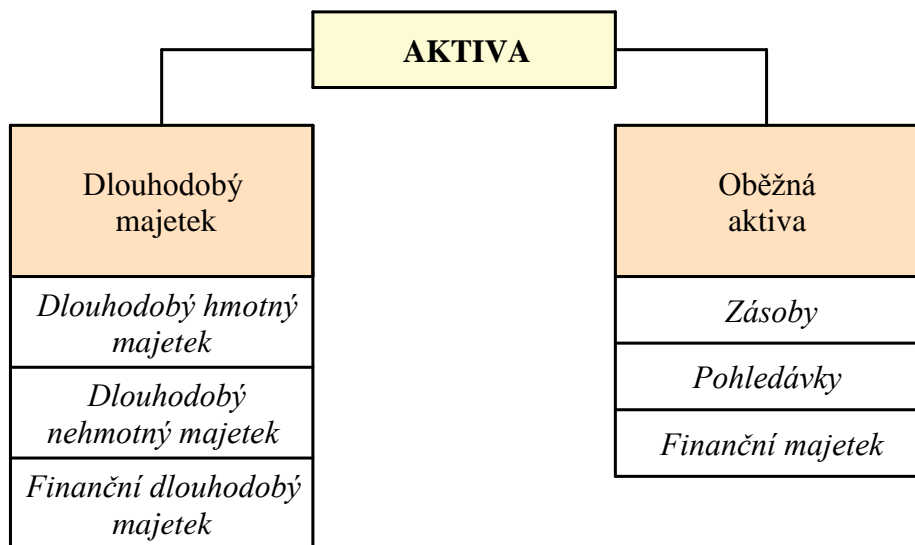 AKTIVA
Dlouhodobý
majetek
Dlouhodobý hmotný
majetek
Dlouhodobý
nehmotný majetek
Finanční dlouhodobý
majetek
Oběžná
aktiva
Zásoby
Pohledávky
Finanční majetek